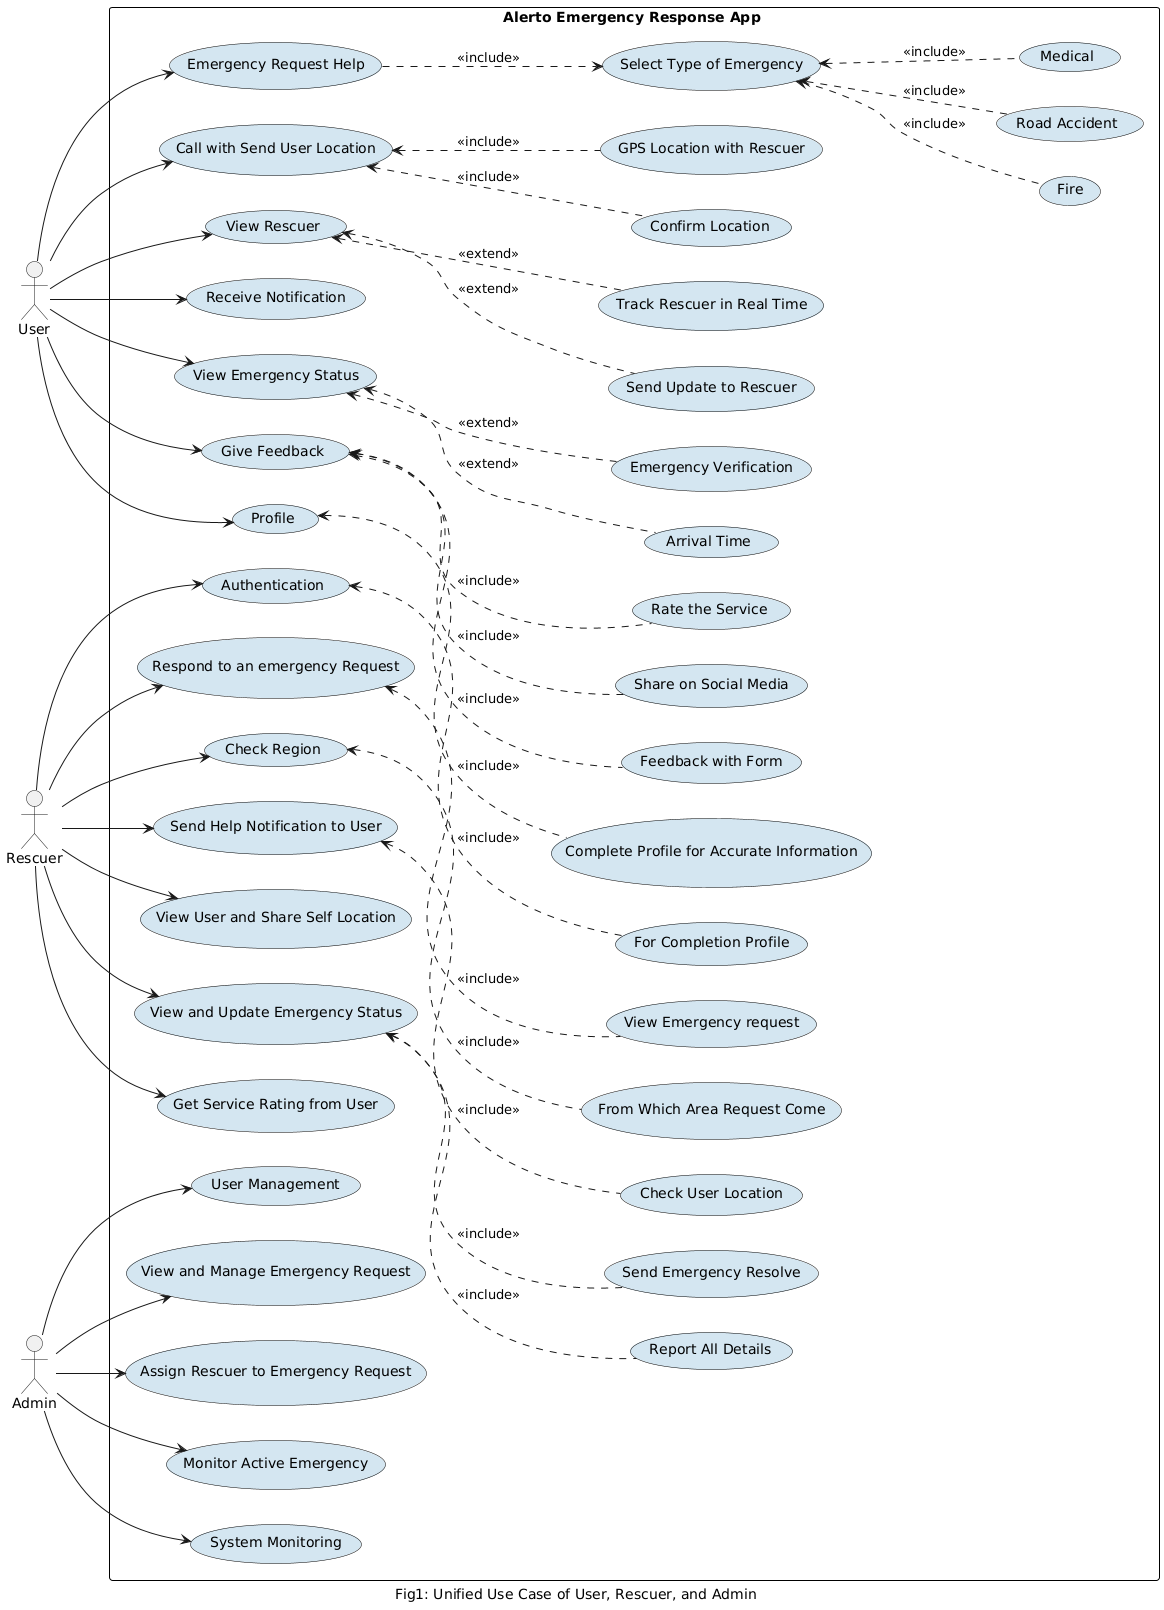 Alerto Emergency Response App
Emergency Request Help
«include»
Select Type of Emergency
«include»
Medical
«include»
Road Accident
«include»
Fire
Call with Send User Location
«include»
GPS Location with Rescuer
«include»
Confirm Location
View Rescuer
«extend»
Track Rescuer in Real Time
«extend»
Send Update to Rescuer
User
Receive Notification
View Emergency Status
«extend»
Emergency Verification
«extend»
Arrival Time
Give Feedback
Profile
«include»
Rate the Service
Authentication
«include»
Share on Social Media
Respond to an emergency Request
«include»
Feedback with Form
Check Region
«include»
Complete Profile for Accurate Information
Rescuer
Send Help Notification to User
«include»
For Completion Profile
View User and Share Self Location
«include»
View Emergency request
View and Update Emergency Status
«include»
From Which Area Request Come
Get Service Rating from User
«include»
Check User Location
User Management
«include»
Send Emergency Resolve
View and Manage Emergency Request
«include»
Report All Details
Admin
Assign Rescuer to Emergency Request
Monitor Active Emergency
System Monitoring
Fig1: Unified Use Case of User, Rescuer, and Admin